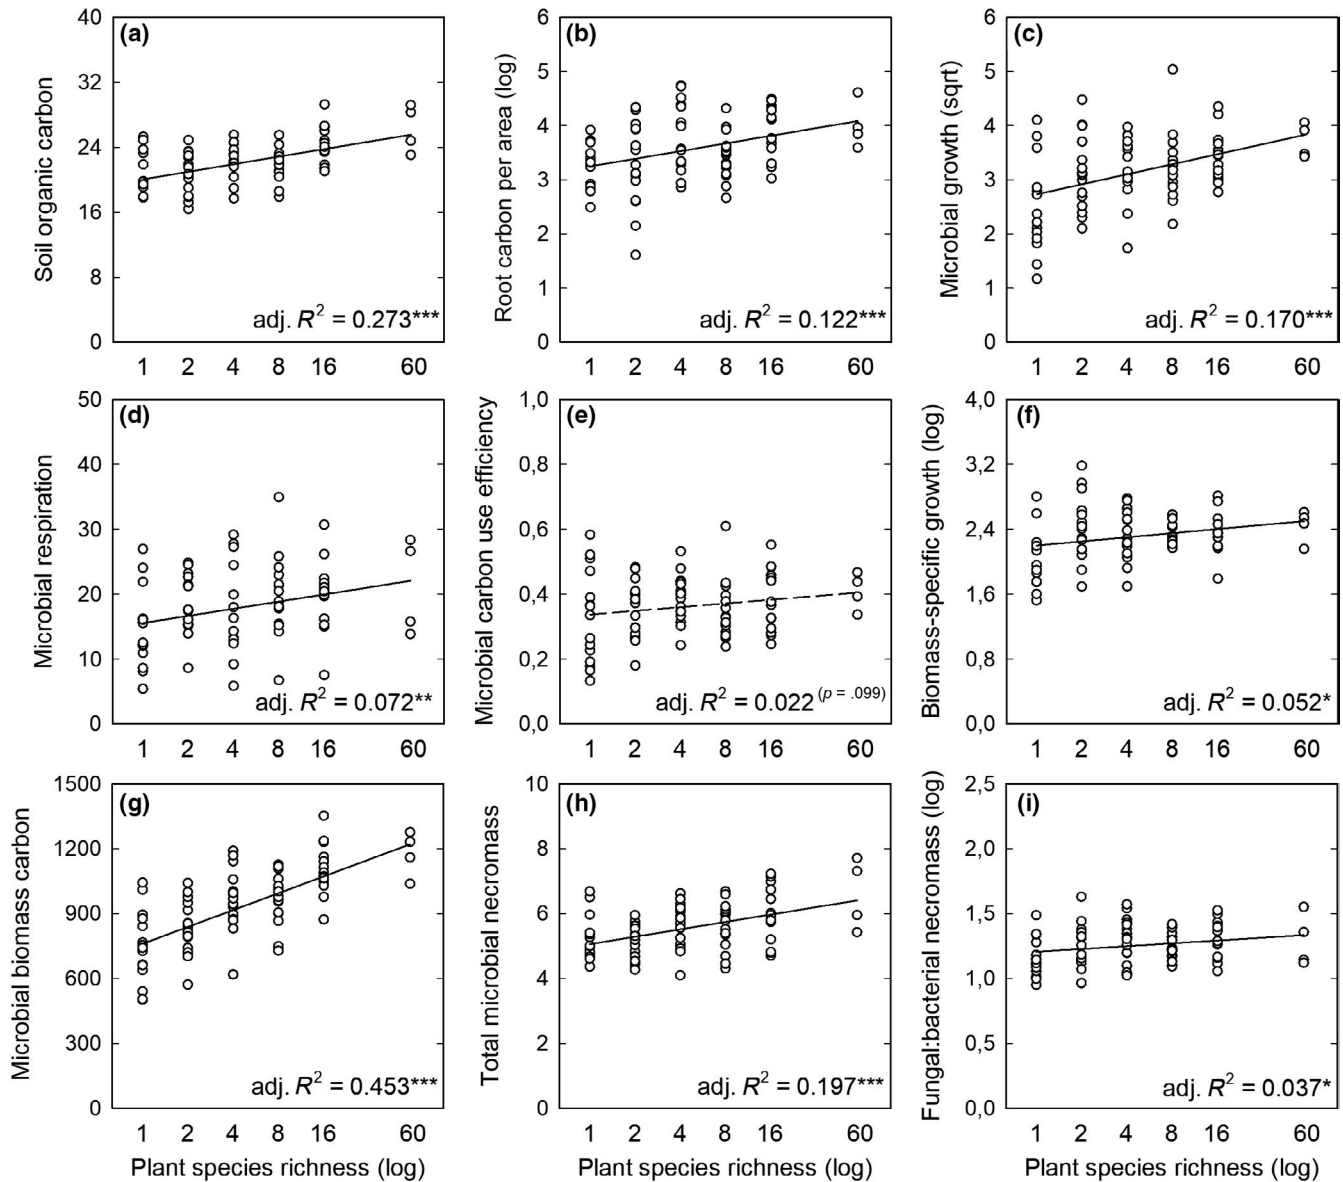 (a)
Soil organic carbon
40
32
24
16
8
0
adj. R² = 0.273***
1 2 4 8 16 60
(b)
Root carbon per area (log)
6
5
4
3
2
1
0
adj. R² = 0.122***
1 2 4 8 16 60
(c)
Microbial growth (sqrt)
6
5
4
3
2
1
0
adj. R² = 0.170***
1 2 4 8 16 60
(d)
Microbial respiration
50
40
30
20
10
0
adj. R² = 0.072**
1 2 4 8 16 60
(e)
Microbial carbon use efficiency
1,0
0,8
0,6
0,4
0,2
0,0
adj. R² = 0.022 (p = .099)
1 2 4 8 16 60
(f)
Biomass-specific growth (log)
4,0
3,2
2,4
1,6
0,8
0,0
adj. R² = 0.052*
1 2 4 8 16 60
(g)
Microbial biomass carbon
1500
1200
900
600
300
0
adj. R² = 0.453***
1 2 4 8 16 60
Plant species richness (log)
(h)
Total microbial necromass
10
8
6
4
2
0
adj. R² = 0.197***
1 2 4 8 16 60
Plant species richness (log)
(i)
Fungal:bacterial necromass (log)
2,5
2,0
1,5
1,0
0,5
0,0
adj. R² = 0.037*
1 2 4 8 16 60
Plant species richness (log)